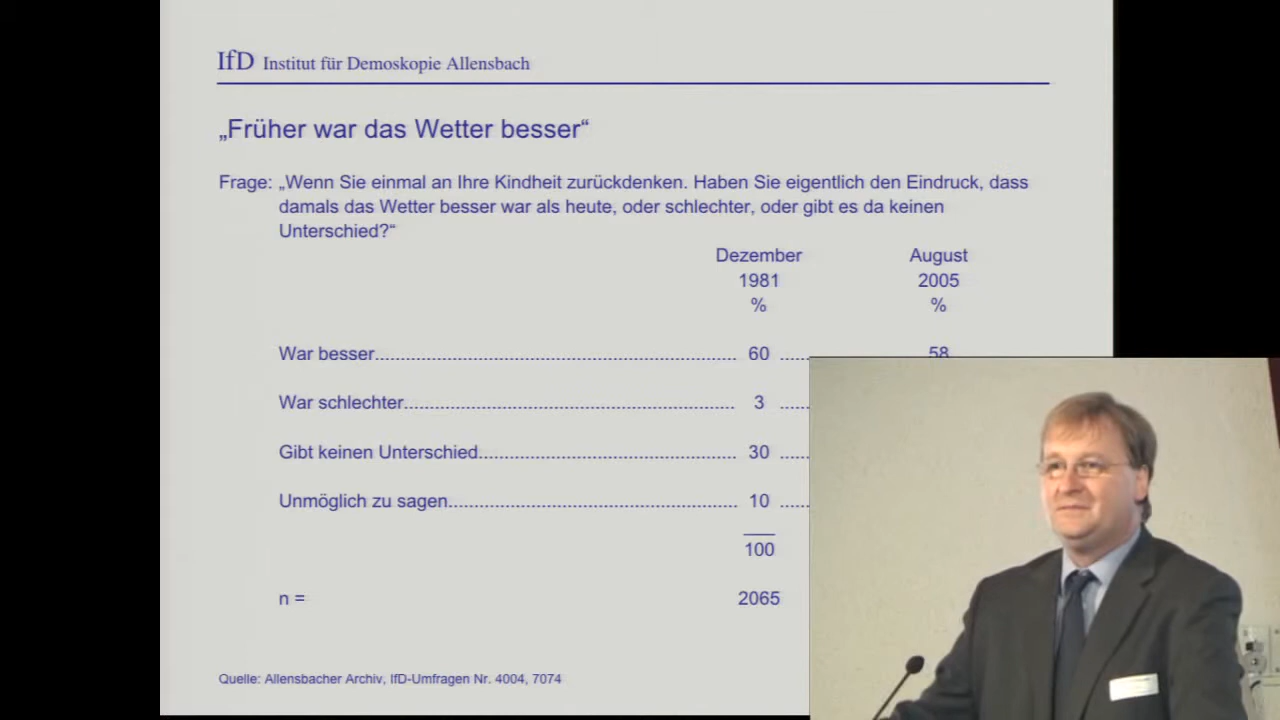 IfD Institut für Demoskopie Allensbach
„Früher war das Wetter besser“
Frage: „Wenn Sie einmal an Ihre Kindheit zurückdenken. Haben Sie eigentlich den Eindruck, dass
damals das Wetter besser war als heute, oder schlechter, oder gibt es da keinen
Unterschied?“
Dezember August
1981 2005
% %
War besser 60 58
War schlechter 3
Gibt keinen Unterschied 30
Unmöglich zu sagen 10
100
n = 2065
Quelle: Allensbacher Archiv, IfD-Umfragen Nr. 4004, 7074